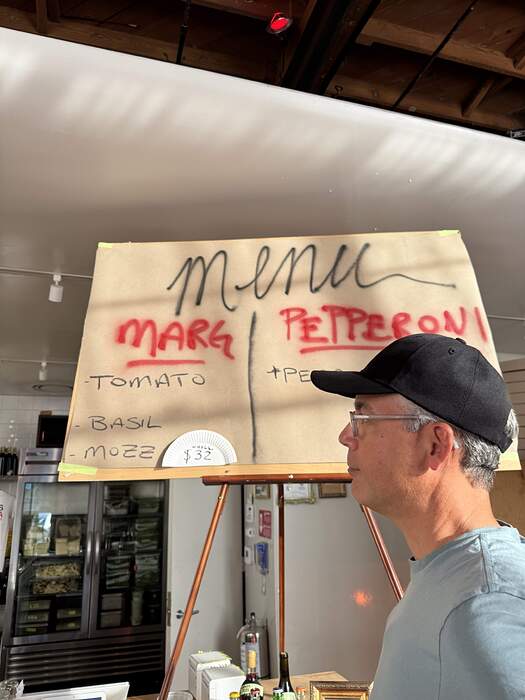 menu
MARG
-TOMATO
- BASIL
- MOZZ
$32
PEPPERONI